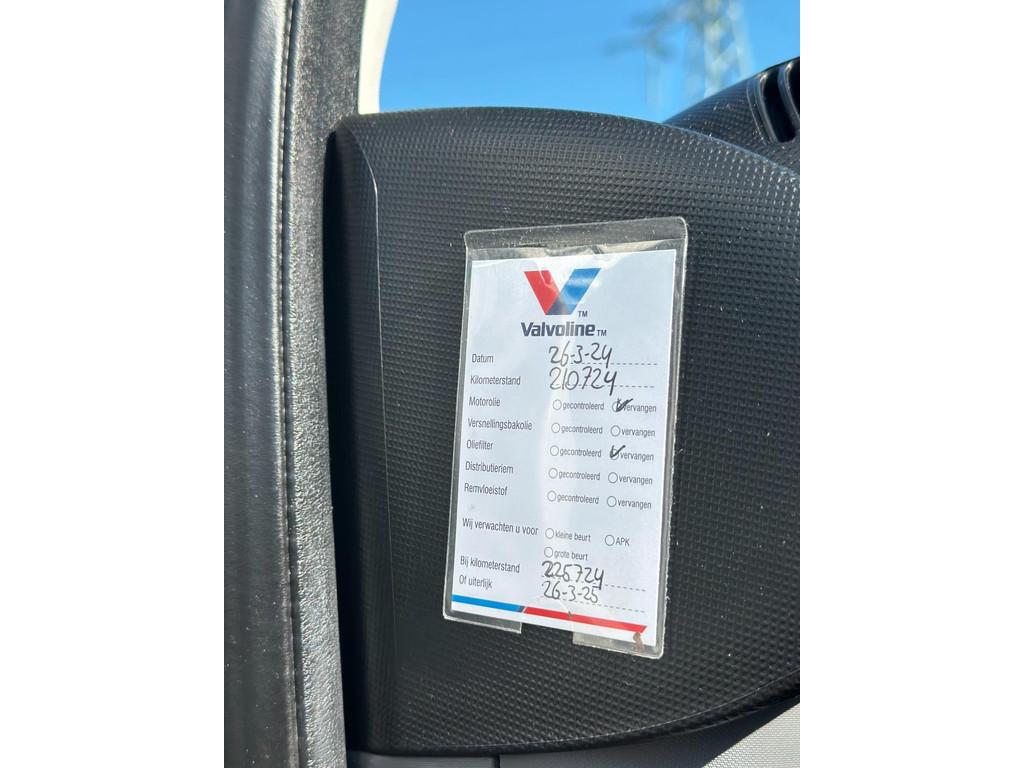 Valvoline™
Datum 26-3-24
Kilometerstand 210724
Motorolie gecontroleerd vervangen
Versnellingsbakolie gecontroleerd vervangen
Oliefilter gecontroleerd vervangen
Distributieriem gecontroleerd vervangen
Remvloeistof gecontroleerd vervangen
Wij verwachten u voor kleine beurt APK
grote beurt
Bij kilometerstand 225724
Of uiterlijk 26-3-25